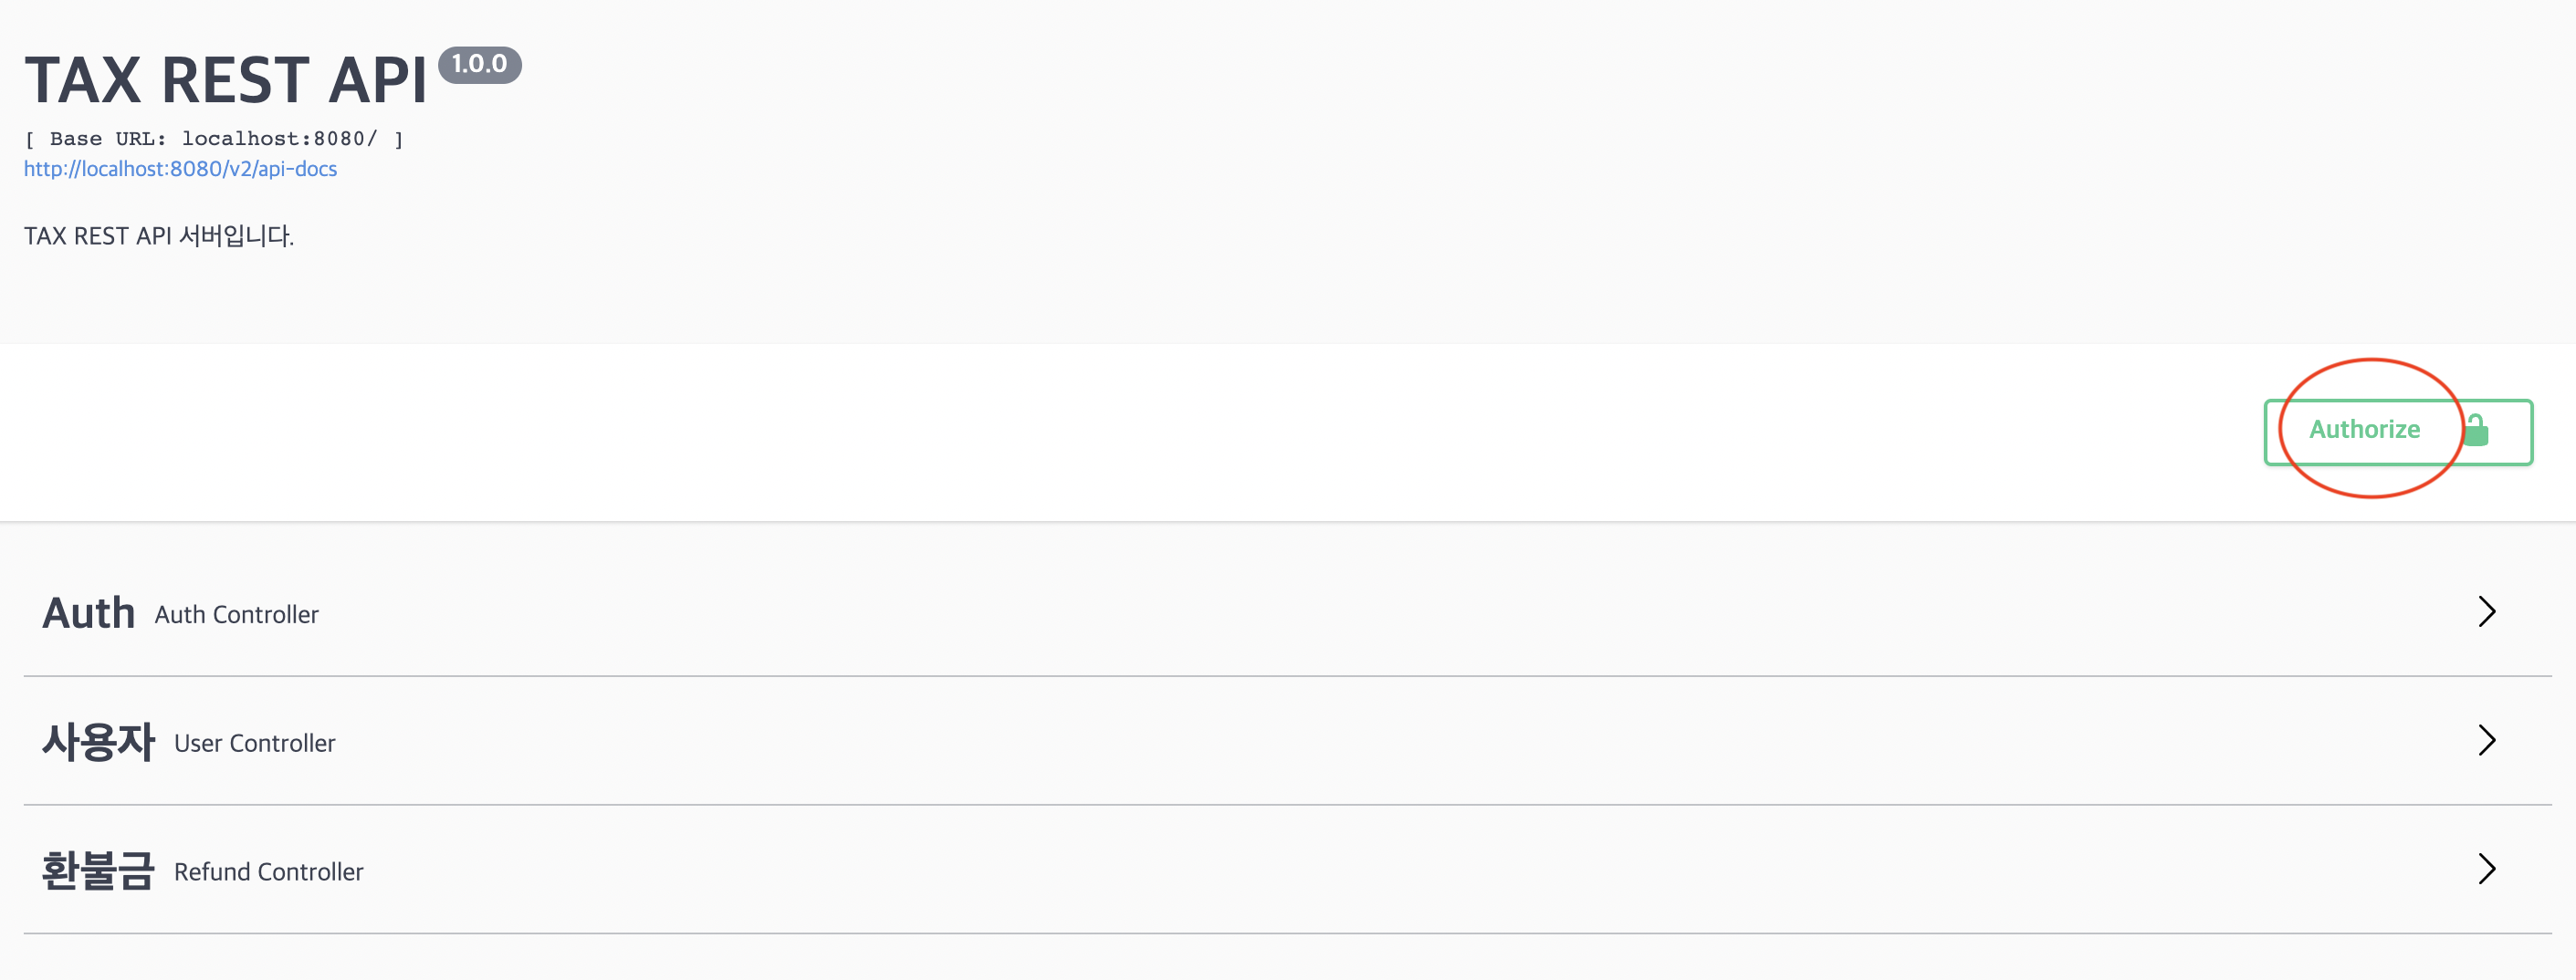 TAX REST API 1.0.0
[ Base URL: localhost:8080/ ]
http://localhost:8080/v2/api-docs
TAX REST API 서버입니다.
Authorize
Auth Auth Controller
사용자 User Controller
환불금 Refund Controller